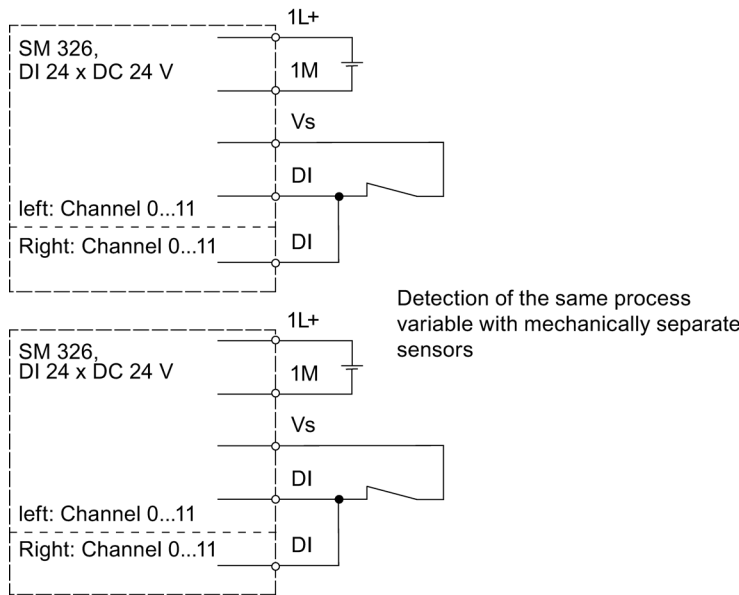 1L+
SM 326,
DI 24 x DC 24 V
1M
Vs
DI
left: Channel 0...11
Right: Channel 0...11
DI
Detection of the same process
variable with mechanically separate
sensors
1L+
SM 326,
DI 24 x DC 24 V
1M
Vs
DI
left: Channel 0...11
Right: Channel 0...11
DI